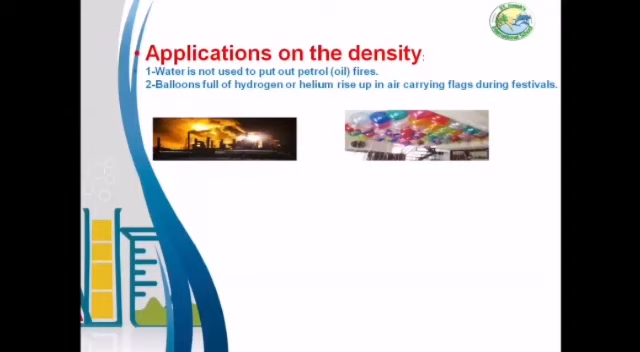 • Applications on the density:
1-Water is not used to put out petrol (oil) fires.
2-Balloons full of hydrogen or helium rise up in air carrying flags during festivals.